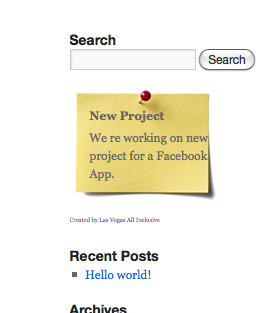 Search
Search
New Project
We re working on new
project for a Facebook
App.
Created by Las Vegas All Inclusive
Recent Posts
Hello world!
Archives